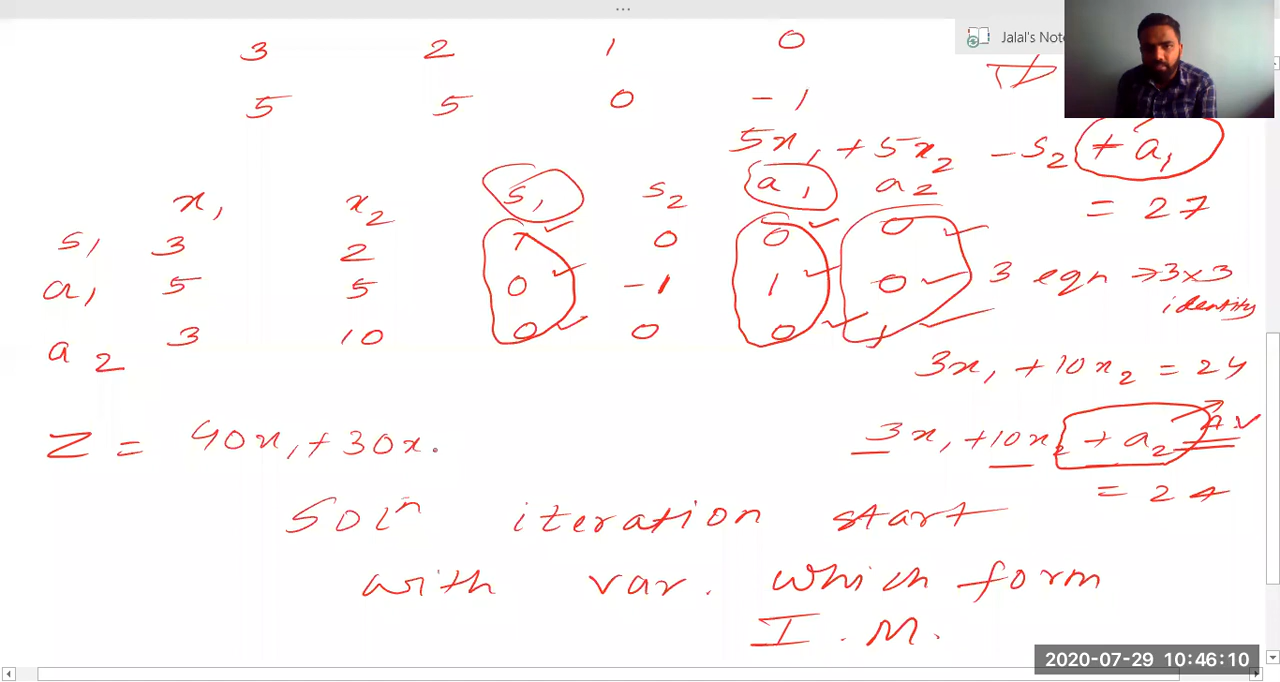 ...
Jalal's Note
3 2 1 0
5 5 0 -1
5x₁ + 5x₂ - s₂ + a₁
= 27
x₁ x₂ s₁ s₂ a₁ a₂
s₁ 3 2 1 0 0 0
a₁ 5 5 0 -1 1 0
a₂ 3 10 0 0 0 1
3 eqn → 3x3
identity
3x₁ + 10x₂ = 24
A.V
3x₁ + 10x₂ + a₂
= 24
Z = 40x₁ + 30x.
Solⁿ iteration start
with var. which form
I.M.
2020-07-29 10:46:10